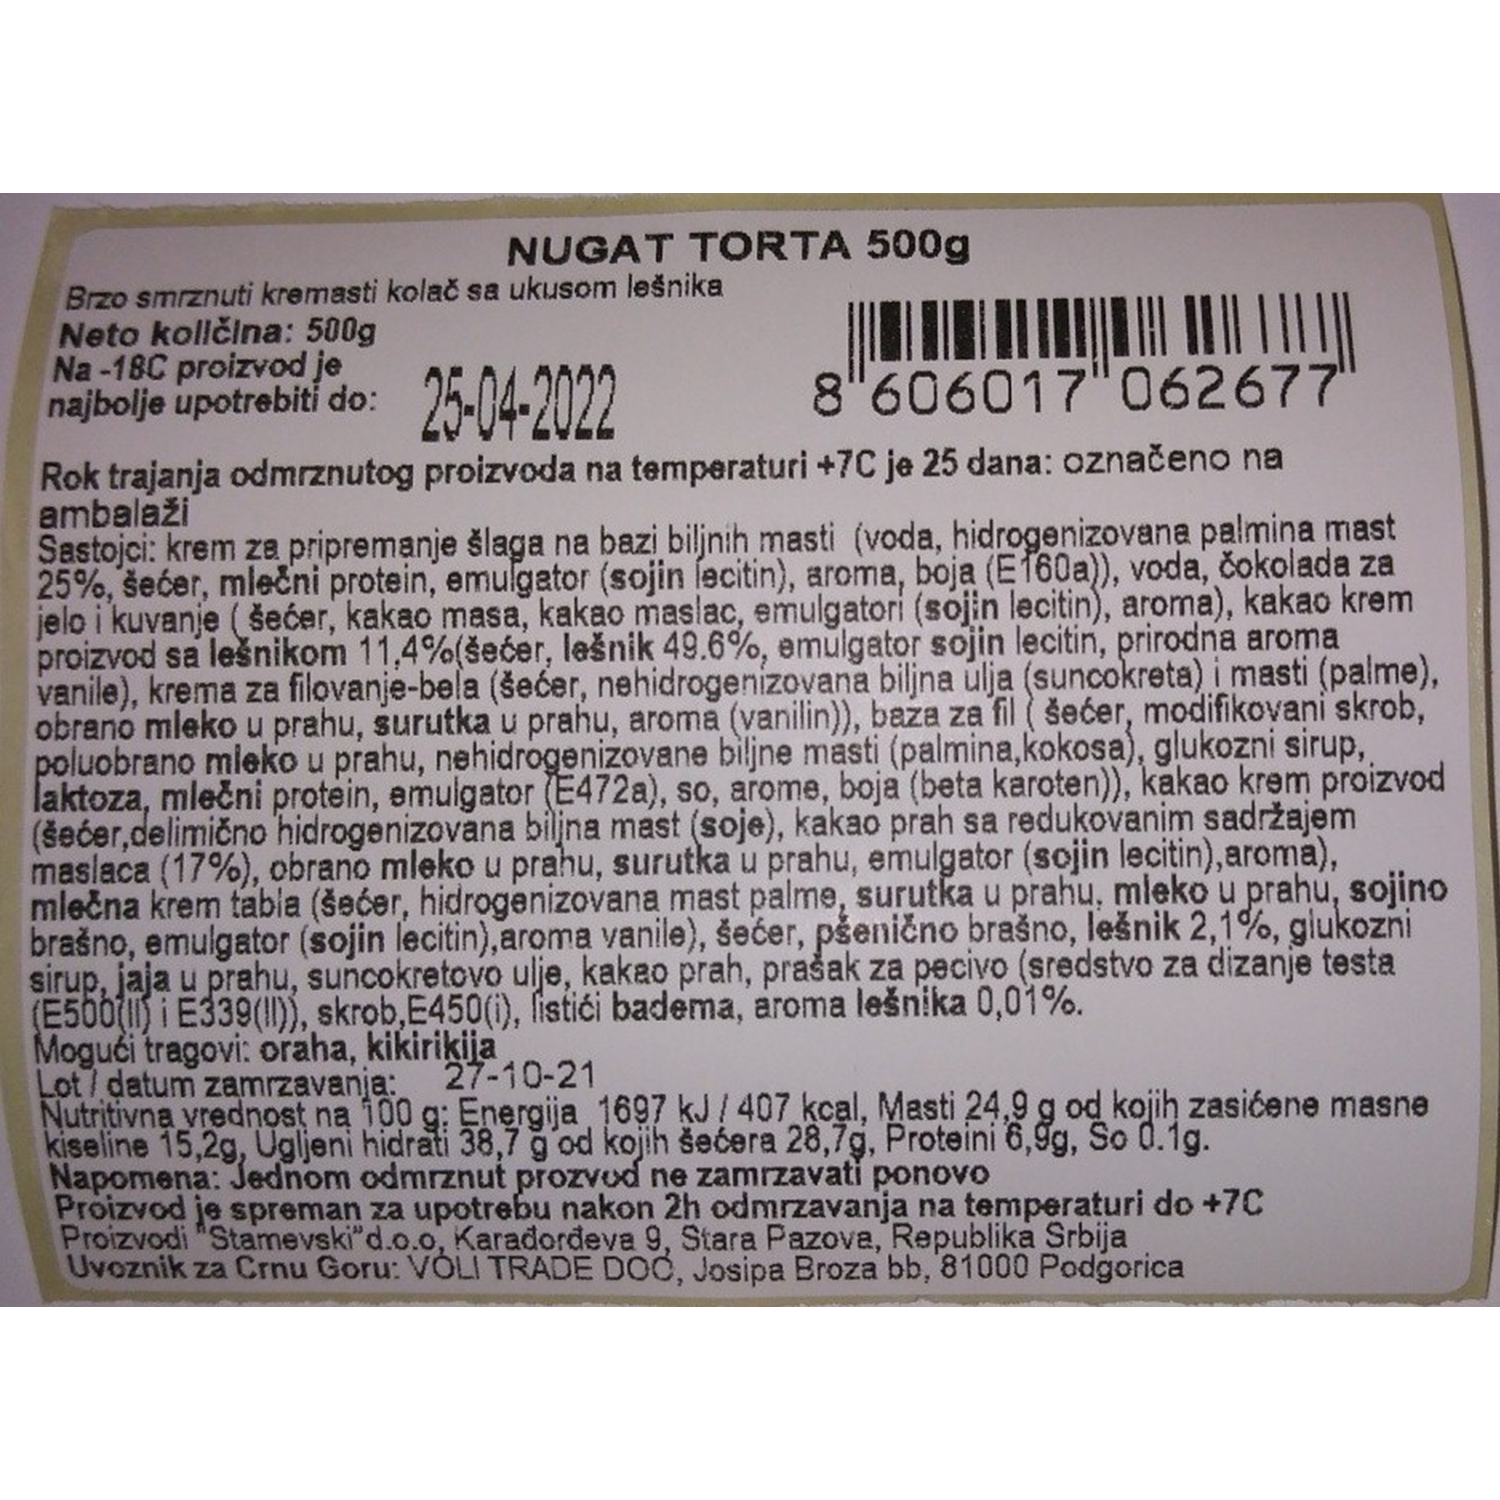 NUGAT TORTA 500g
Brzo smrznuti kremasti kolač sa ukusom lešnika
Neto količina: 500g
Na -18C proizvod je
najbolje upotrebiti do:
25-04-2022
8 606017 062677
Rok trajanja odmrznutog proizvoda na temperaturi +7C je 25 dana: označeno na
ambalaži
Sastojci: krem za pripremanje šlaga na bazi biljnih masti (voda, hidrogenizovana palmina mast
25%, šećer, mlečni protein, emulgator (sojin lecitin), aroma, boja (E160a)), voda, čokolada za
jelo i kuvanje ( šećer, kakao masa, kakao maslac, emulgatori (sojin lecitin), aroma), kakao krem
proizvod sa lešnikom 11,4%(šećer, lešnik 49.6%, emulgator sojin lecitin, prirodna aroma
vanile), krema za filovanje-bela (šećer, nehidrogenizovana biljna ulja (suncokreta) i masti (palme),
obrano mleko u prahu, surutka u prahu, aroma (vanilin)), baza za fil ( šećer, modifikovani skrob,
poluobrano mleko u prahu, nehidrogenizovane biljne masti (palmina,kokosa), glukozni sirup,
laktoza, mlečni protein, emulgator (E472a), so, arome, boja (beta karoten)), kakao krem proizvod
(šećer,delimično hidrogenizovana biljna mast (soje), kakao prah sa redukovanim sadržajem
maslaca (17%), obrano mleko u prahu, surutka u prahu, emulgator (sojin lecitin),aroma),
mlečna krem tabla (šećer, hidrogenizovana mast palme, surutka u prahu, mleko u prahu, sojino
brašno, emulgator (sojin lecitin),aroma vanile), šećer, pšenično brašno, lešnik 2,1%, glukozni
sirup, jaja u prahu, suncokretovo ulje, kakao prah, prašak za pecivo (sredstvo za dizanje testa
(E500(II) i E339(II)), skrob,E450(i), listići badema, aroma lešnika 0,01%.
Mogući tragovi: oraha, kikirikija
Lot / datum zamrzavanja: 27-10-21
Nutritivna vrednost na 100 g: Energija 1697 kJ / 407 kcal, Masti 24,9 g od kojih zasićene masne
kiseline 15,2g, Ugljeni hidrati 38,7 g od kojih šećera 28,7g, Proteini 6,9g, So 0.1g.
Napomena: Jednom odmrznut prozvod ne zamrzavati ponovo
Proizvod je spreman za upotrebu nakon 2h odmrzavanja na temperaturi do +7C
Proizvodi "Stamevski"d.o.o, Karađorđeva 9, Stara Pazova, Republika Srbija
Uvoznik za Crnu Goru: VOLI TRADE DOO, Josipa Broza bb, 81000 Podgorica